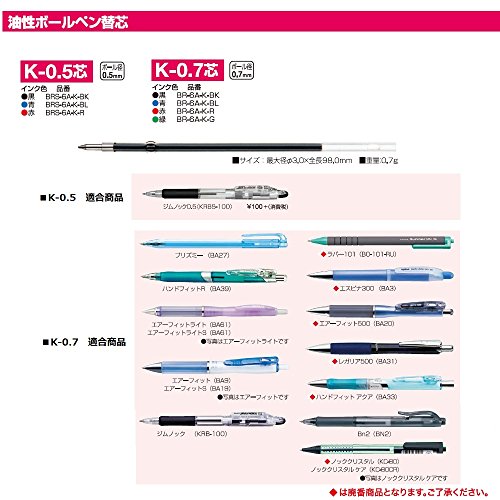 油性ボールペン替芯
K-0.5芯 ボール径 0.5mm
インク色 品番
●黒 BRS-6A-K-BK
●青 BRS-6A-K-BL
●赤 BRS-6A-K-R
K-0.7芯 ボール径 0.7mm
インク色 品番
●黒 BR-6A-K-BK
●青 BR-6A-K-BL
●赤 BR-6A-K-R
●緑 BR-6A-K-G
■サイズ：最大径φ3.0×全長98.0mm ■重量:0.7g
■K-0.5 適合商品
ジムノック0.5(KRBS-100) ¥100+(消費税)
■K-0.7 適合商品
プリズミー (BA27)
◆ラバー101 (BO-101-RU)
ハンドフィットR (BA39)
◆エスピナ300 (BA3)
エアーフィットライト (BA61)
エアーフィットライトS (BA61)
●写真はエアーフィットライトです
◆エアーフィット500 (BA20)
◆レガリア500 (BA31)
エアーフィット (BA9)
エアーフィットS (BA19)
●写真はエアーフィットです
◆ハンドフィット アクア (BA33)
ジムノック (KRB-100)
Bn2 (BN2)
◆ノッククリスタル (KC-60)
ノッククリスタル ケア (KC-600R)
●写真はノッククリスタル ケアです
◆は廃番商品となります。ご了承ください。